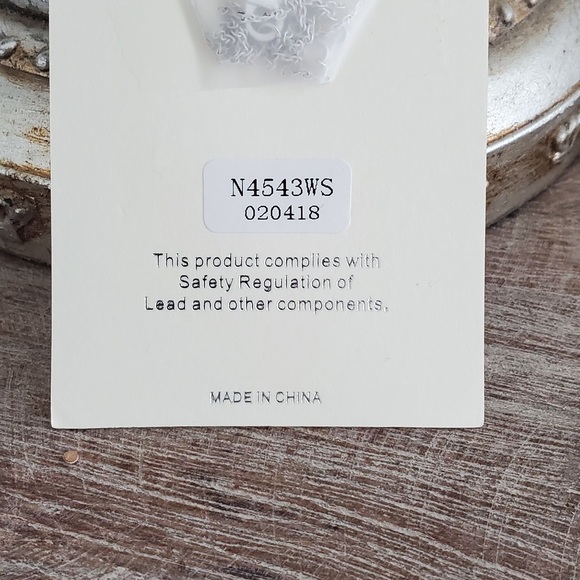 N4543WS
020418
This product complies with
Safety Regulation of
Lead and other components,
MADE IN CHINA